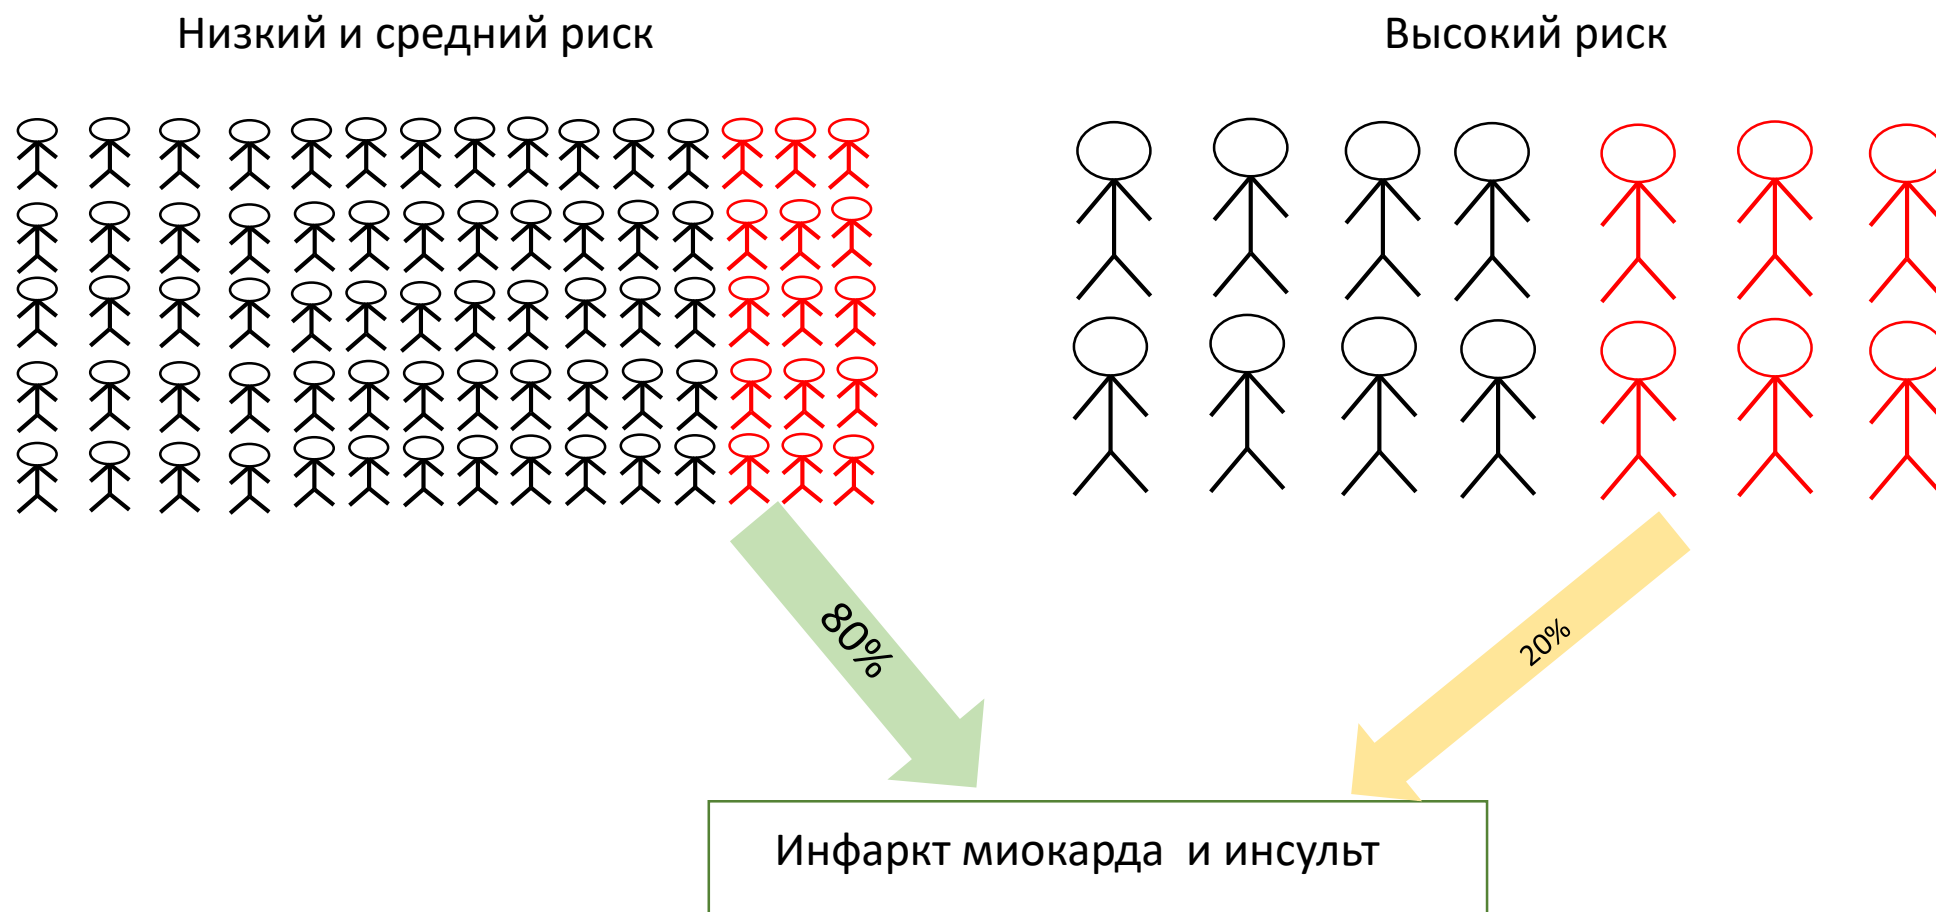 Низкий и средний риск
Высокий риск
80%
20%
Инфаркт миокарда и инсульт